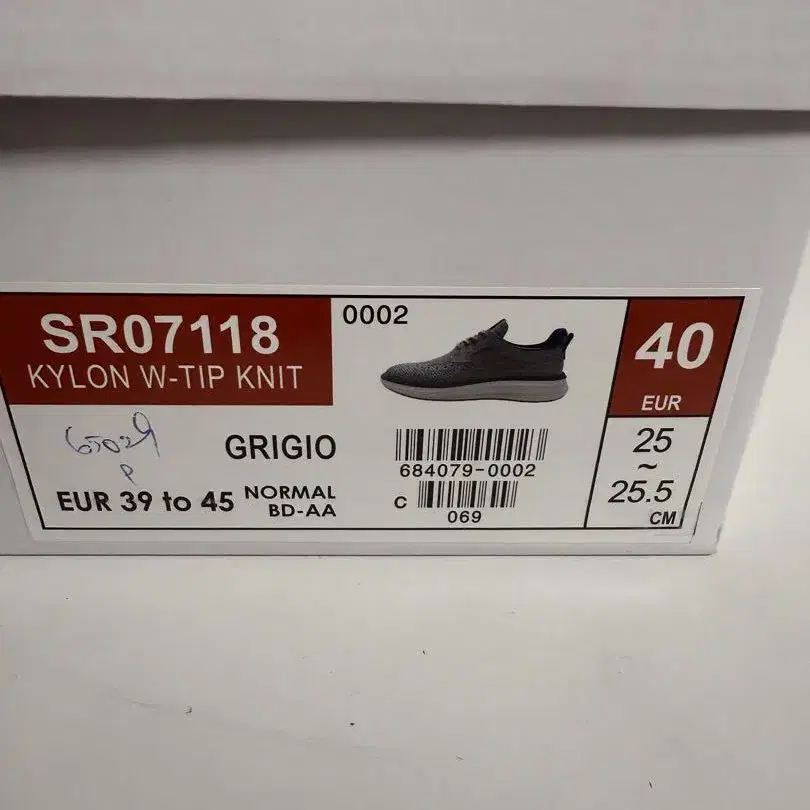 SR07118
KYLON W-TIP KNIT
0002
40
EUR
GRIGIO
684079-0002
25
~
25.5
CM
EUR 39 to 45
NORMAL
BD-AA
C
069